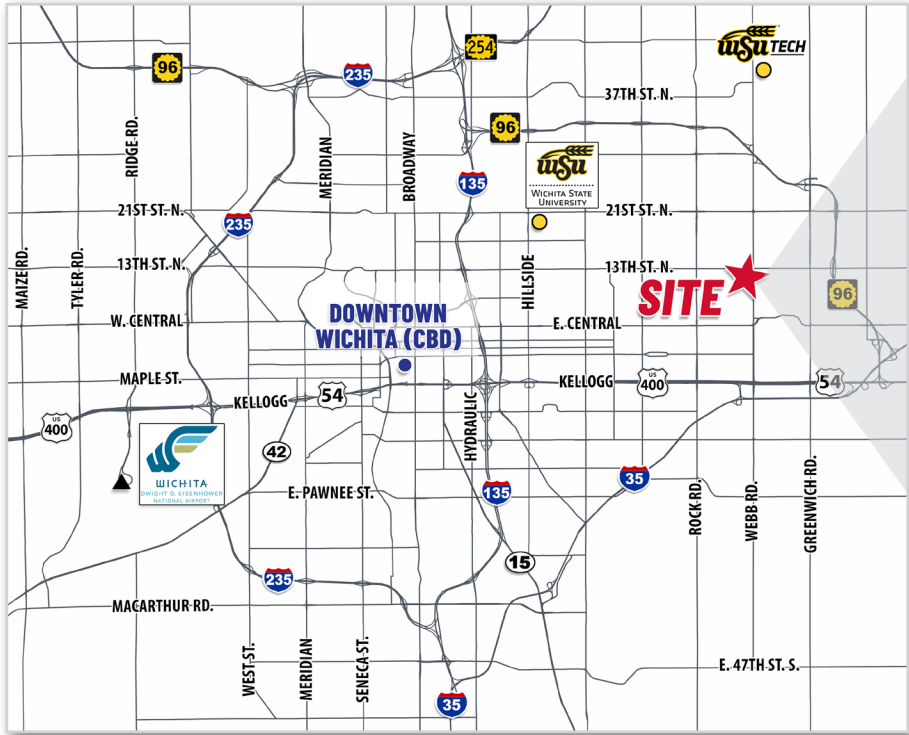 WSU TECH
254
96
235
37TH ST. N.
96
RIDGE RD.
MERIDIAN
BROADWAY
WSU
WICHITA STATE
UNIVERSITY
135
21ST ST. N.
21ST ST. N.
235
MAIZE RD.
TYLER RD.
13TH ST. N.
HILLSIDE
13TH ST. N.
SITE
96
DOWNTOWN
WICHITA (CBD)
W. CENTRAL
E. CENTRAL
MAPLE ST.
KELLOGG
US
400
54
KELLOGG
54
US
400
HYDRAULIC
42
WICHITA
DWIGHT D. EISENHOWER
NATIONAL AIRPORT
E. PAWNEE ST.
135
35
ROCK RD.
WEBB RD.
GREENWICH RD.
15
235
MACARTHUR RD.
WEST ST.
MERIDIAN
SENECA ST.
E. 47TH ST. S.
35